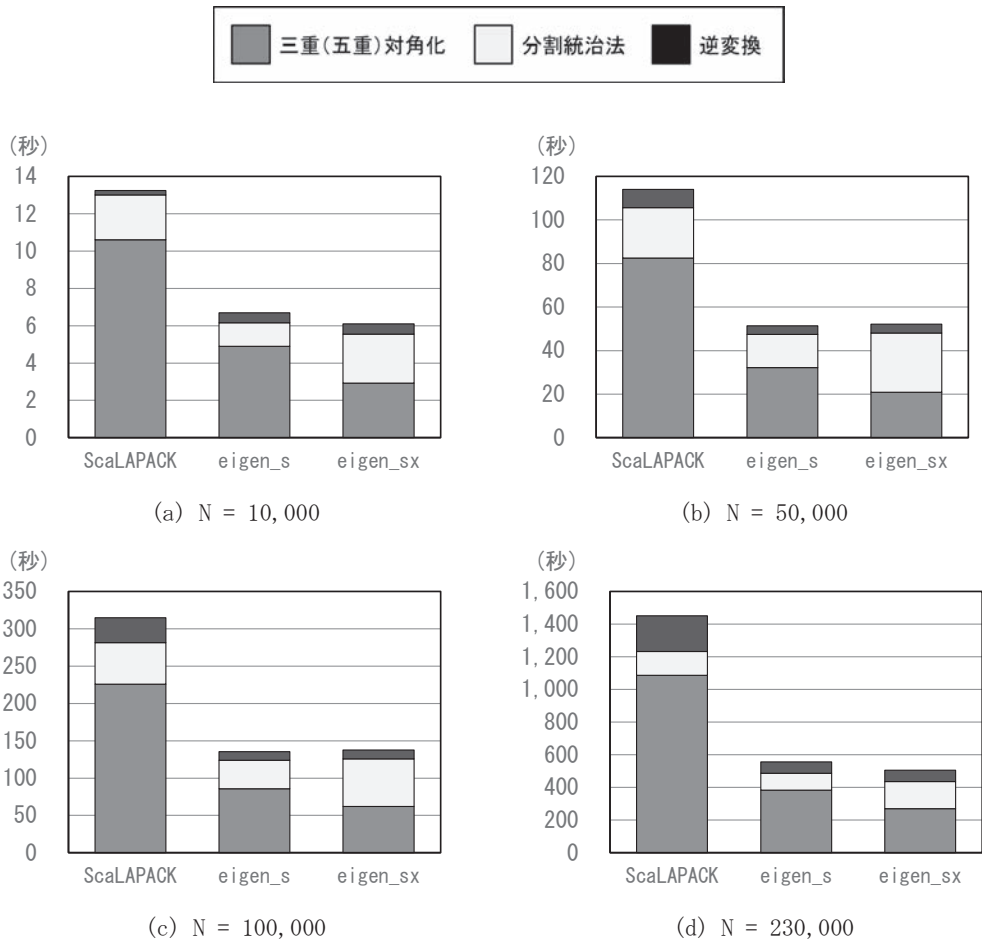 三重(五重)対角化 分割統治法 逆変換
(秒)
14
12
10
8
6
4
2
0
ScaLAPACK eigen_s eigen_sx
(a) N = 10,000
(秒)
120
100
80
60
40
20
0
ScaLAPACK eigen_s eigen_sx
(b) N = 50,000
(秒)
350
300
250
200
150
100
50
0
ScaLAPACK eigen_s eigen_sx
(c) N = 100,000
(秒)
1,600
1,400
1,200
1,000
800
600
400
200
0
ScaLAPACK eigen_s eigen_sx
(d) N = 230,000